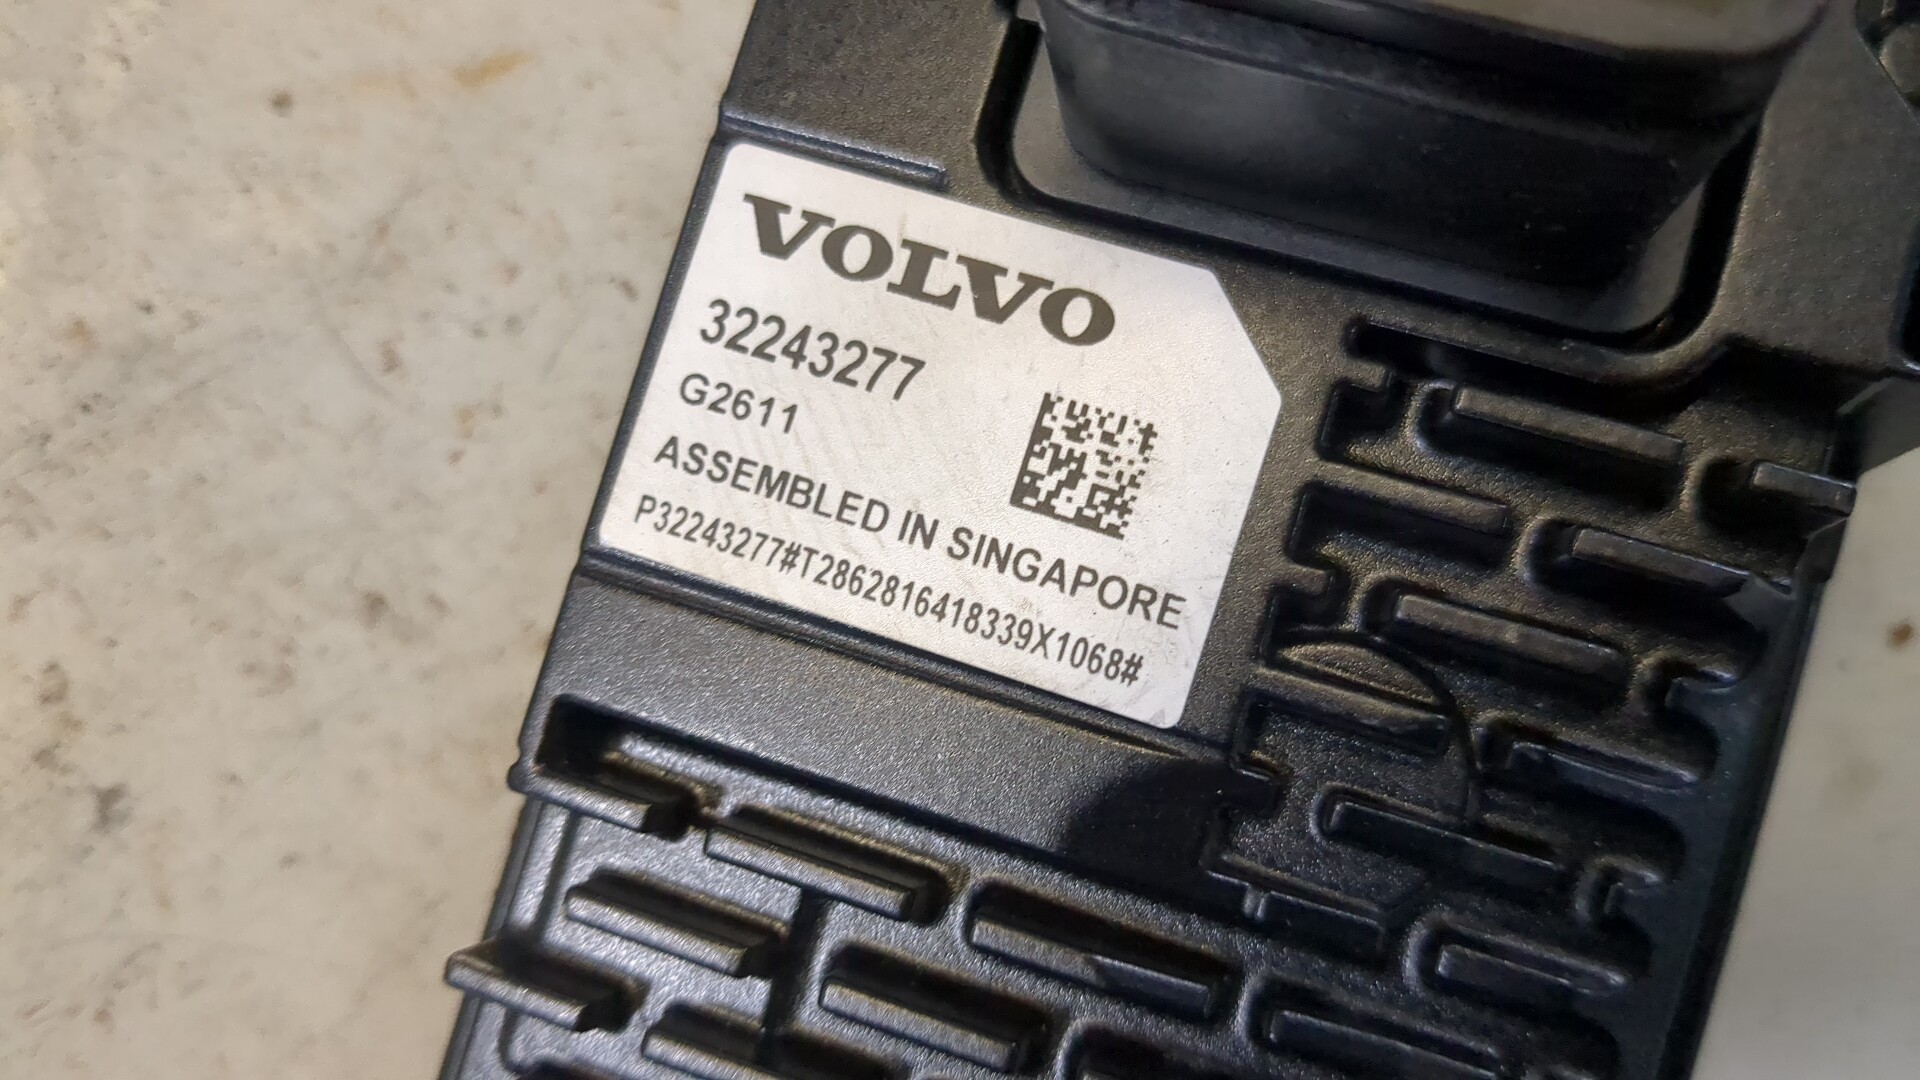 VOLVO
32243277
G2611
ASSEMBLED IN SINGAPORE
P32243277#T2862816418339X1068#